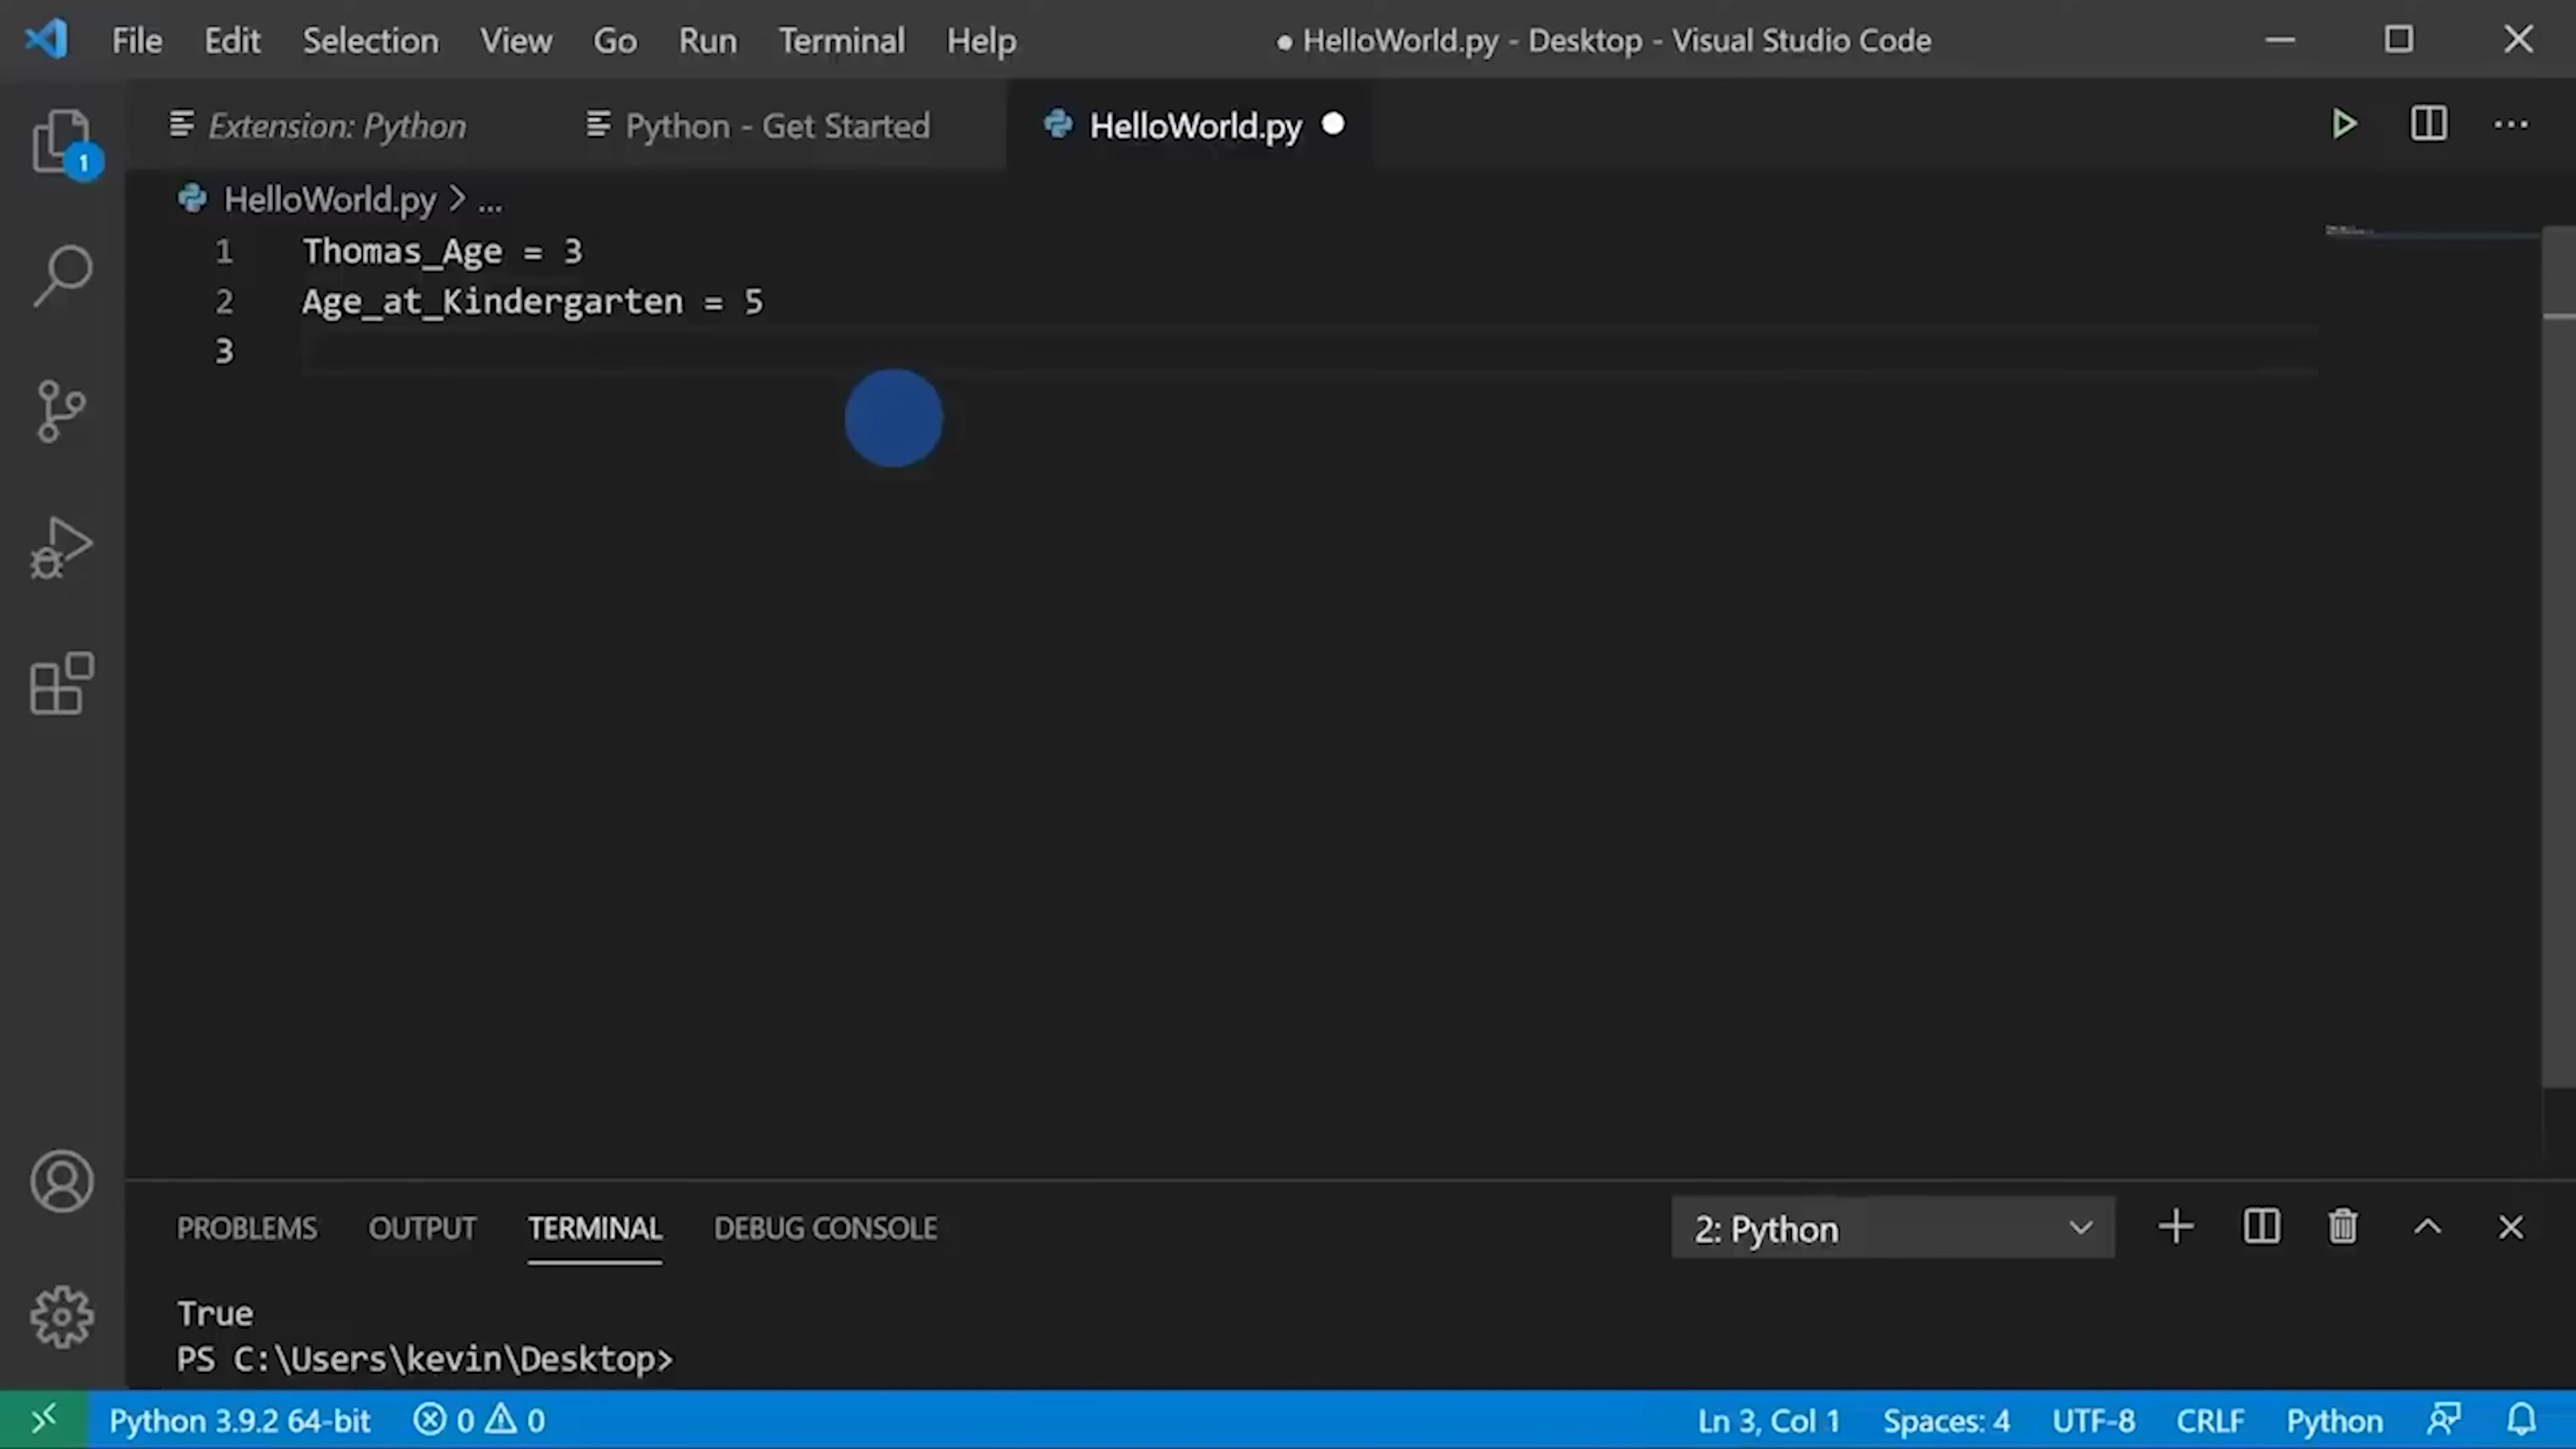 File Edit Selection View Go Run Terminal Help ● HelloWorld.py - Desktop - Visual Studio Code
Extension: Python Python - Get Started HelloWorld.py ●
1
HelloWorld.py > ...
1 Thomas_Age = 3
2 Age_at_Kindergarten = 5
3
PROBLEMS OUTPUT TERMINAL DEBUG CONSOLE 2: Python
True
PS C:\Users\kevin\Desktop>
Python 3.9.2 64-bit 0 0 Ln 3, Col 1 Spaces: 4 UTF-8 CRLF Python